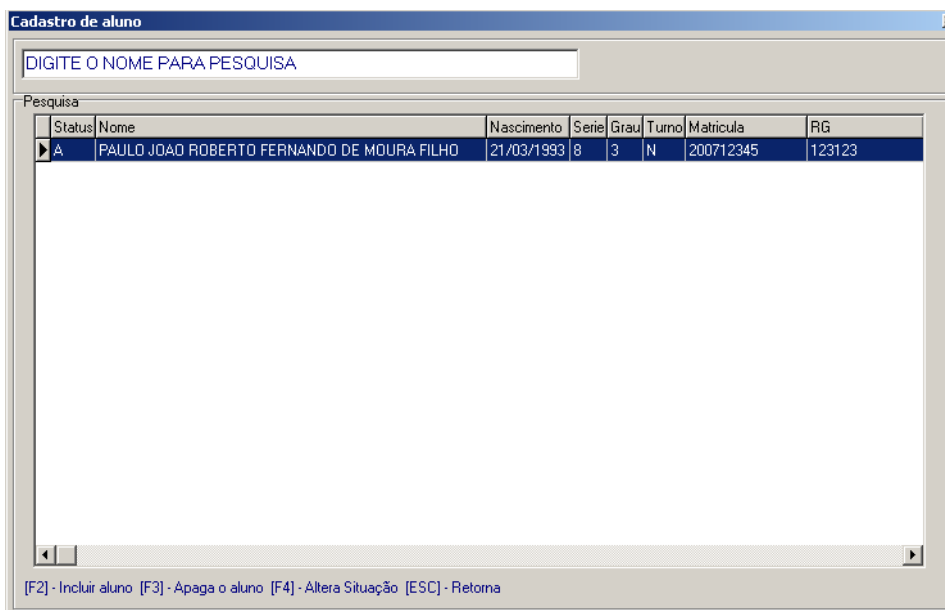 Cadastro de aluno
DIGITE O NOME PARA PESQUISA
Pesquisa
Status Nome Nascimento Serie Grau Turno Matricula RG
A PAULO JOAO ROBERTO FERNANDO DE MOURA FILHO 21/03/1993 8 3 N 200712345 123123
[F2] - Incluir aluno [F3] - Apaga o aluno [F4] - Altera Situação [ESC] - Retorna